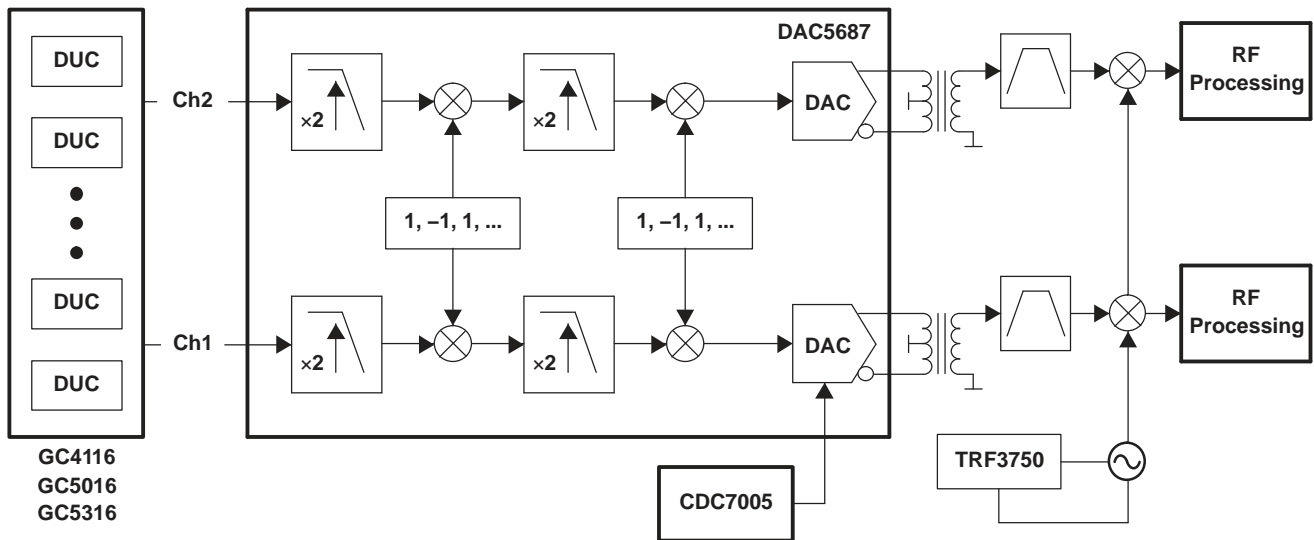 DAC5687
DUC
Ch2
×2
×2
DAC
RF
Processing
DUC
1, –1, 1, ...
1, –1, 1, ...
DUC
Ch1
×2
×2
DAC
RF
Processing
DUC
GC4116
GC5016
GC5316
CDC7005
TRF3750